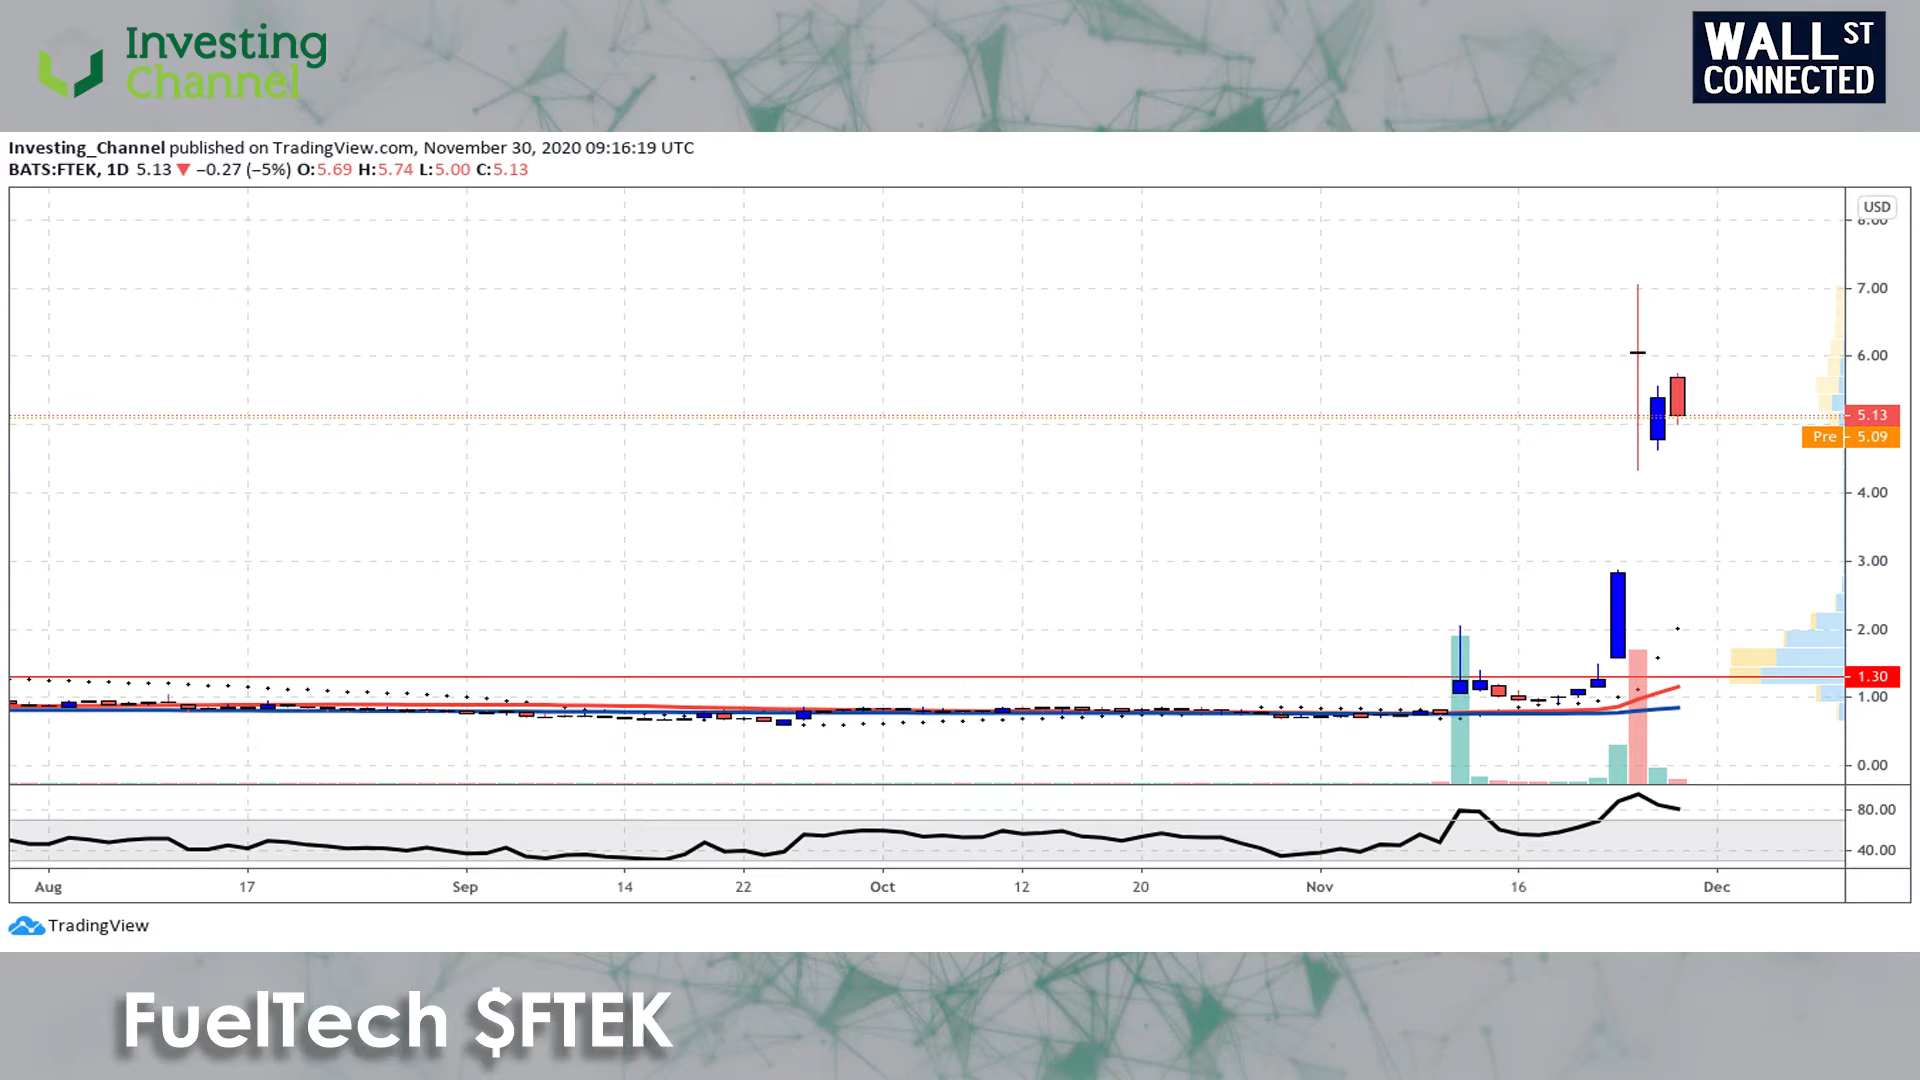 Investing
Channel
WALL ST
CONNECTED
Investing_Channel published on TradingView.com, November 30, 2020 09:16:19 UTC
BATS:FTEK, 1D 5.13 ▼ −0.27 (−5%) O:5.69 H:5.74 L:5.00 C:5.13
USD
8.00
7.00
6.00
5.13
Pre 5.09
4.00
3.00
2.00
1.30
1.00
0.00
80.00
40.00
Aug 17 Sep 14 22 Oct 12 20 Nov 16 Dec
TradingView
FuelTech $FTEK